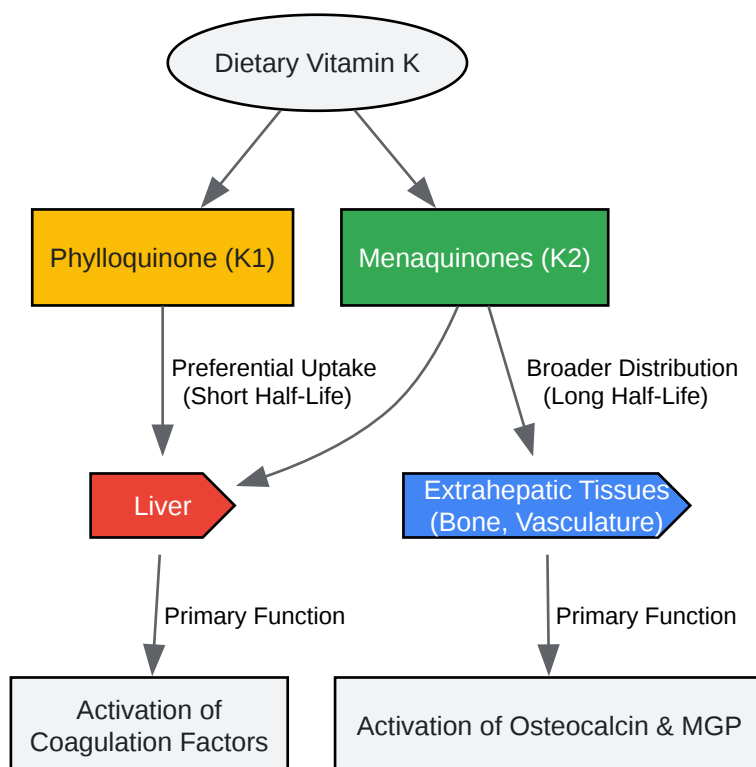 Dietary Vitamin K
Phylloquinone (K1)
Menaquinones (K2)
Preferential Uptake
(Short Half-Life)
Broader Distribution
(Long Half-Life)
Liver
Extrahepatic Tissues
(Bone, Vasculature)
Primary Function
Primary Function
Activation of
Coagulation Factors
Activation of Osteocalcin & MGP